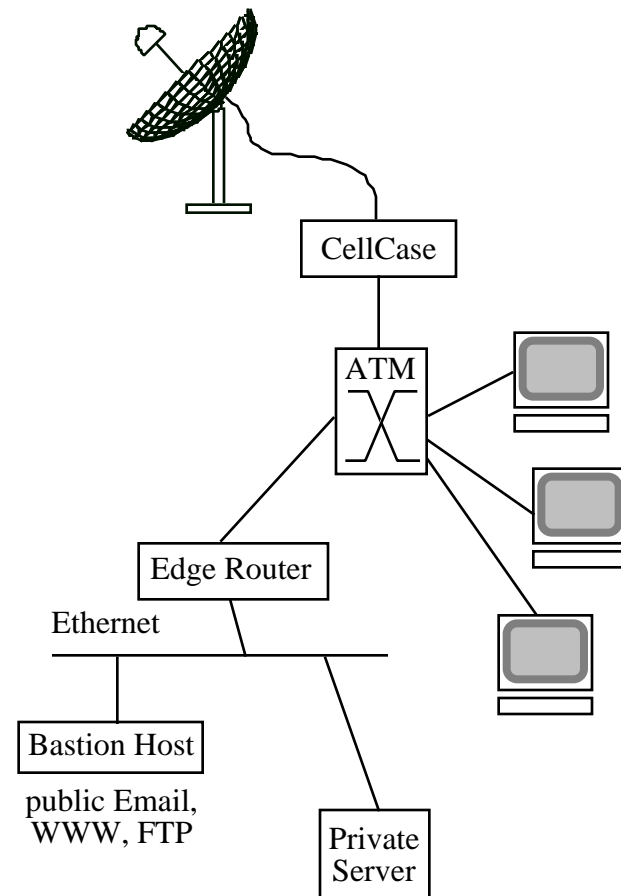 CellCase
ATM
Edge Router
Ethernet
Bastion Host
public Email,
WWW, FTP
Private
Server